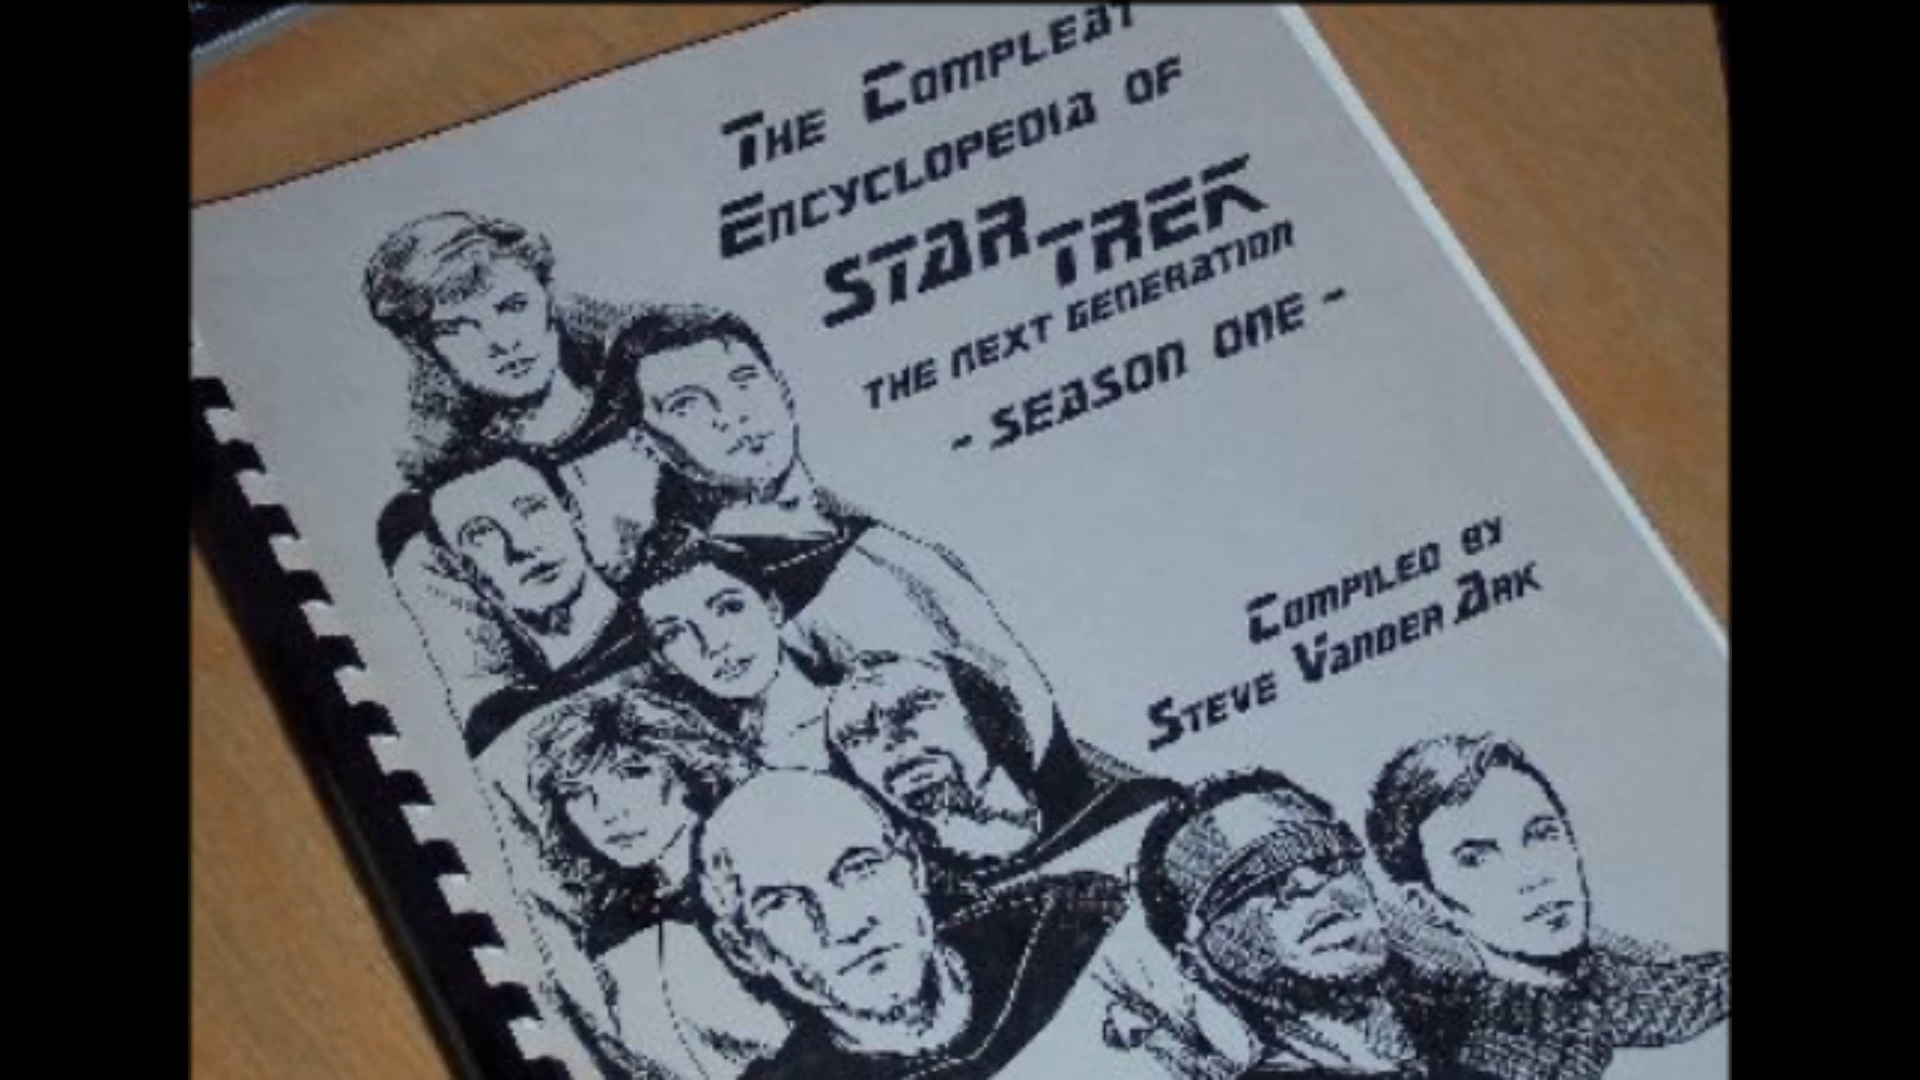 The Compleat
Encyclopedia of
STAR TREK
THE NEXT GENERATION
- SEASON ONE -
Compiled by
Steve Vander Ark